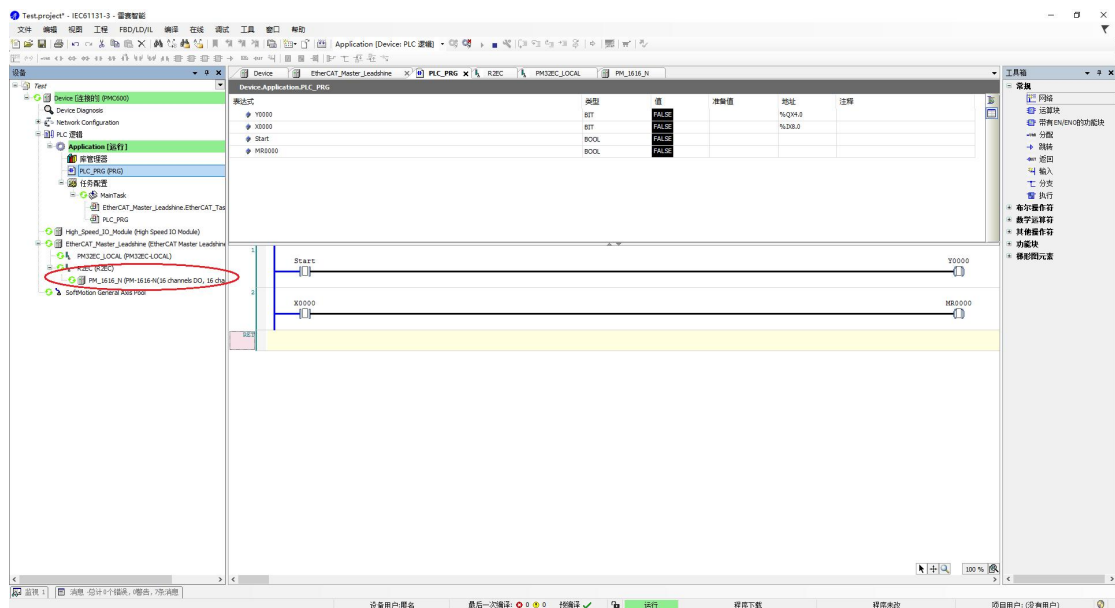 Test.project* - IEC61131-3 - 雷赛智能
文件 编辑 视图 工程 FBD/LD/IL 编译 在线 调试 工具 窗口 帮助
Application [Device: PLC 逻辑]
设备
Test
Device [连接的] (PMC600)
Device Diagnosis
Network Configuration
PLC 逻辑
Application [运行]
库管理器
PLC_PRG (PRG)
任务配置
MainTask
EtherCAT_Master_Leadshine.EtherCAT_Tas
PLC_PRG
High_Speed_IO_Module (High Speed IO Module)
EtherCAT_Master_Leadshine (EtherCAT Master Leadshine
PM32EC_LOCAL (PM32EC-LOCAL)
R2EC (R2EC)
PM_1616_N (PM-1616-N(16 channels DO, 16 cha
SoftMotion General Axis Pool
Device EtherCAT_Master_Leadshine PLC_PRG R2EC PM32EC_LOCAL PM_1616_N
Device.Application.PLC_PRG
表达式 类型 值 准备值 地址 注释
Y0000 BIT FALSE %QX4.0
X0000 BIT FALSE %IX8.0
Start BOOL FALSE
MR0000 BOOL FALSE
1
Start Y0000
2
X0000 MR0000
RET
100 %
工具箱
常规
网络
运算块
带有EN/ENO的功能块
分配
跳转
返回
输入
分支
执行
布尔操作符
数学运算符
其他操作符
功能块
梯形图元素
监视 1 消息 -总计0个错误, 0警告, 7条消息
设备用户:匿名 最后一次编译: 0 0 预编译 运行 程序下载 程序未改 项目用户: (没有用户)